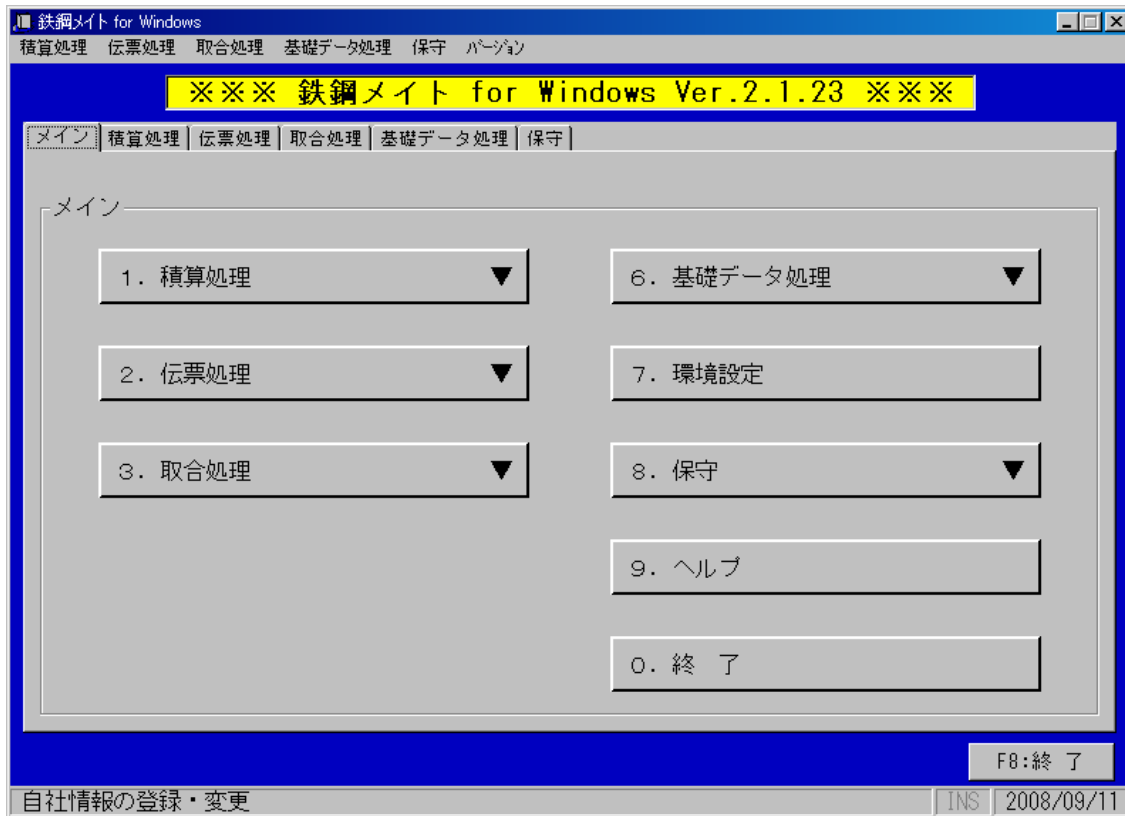 鉄鋼メイト for Windows
積算処理 伝票処理 取合処理 基礎データ処理 保守 バージョン
※※※ 鉄鋼メイト for Windows Ver.2.1.23 ※※※
メイン 積算処理 伝票処理 取合処理 基礎データ処理 保守
メイン
1. 積算処理 ▼
6. 基礎データ処理 ▼
2. 伝票処理 ▼
7. 環境設定
3. 取合処理 ▼
8. 保守 ▼
9. ヘルプ
0. 終 了
F8:終 了
自社情報の登録・変更 INS 2008/09/11